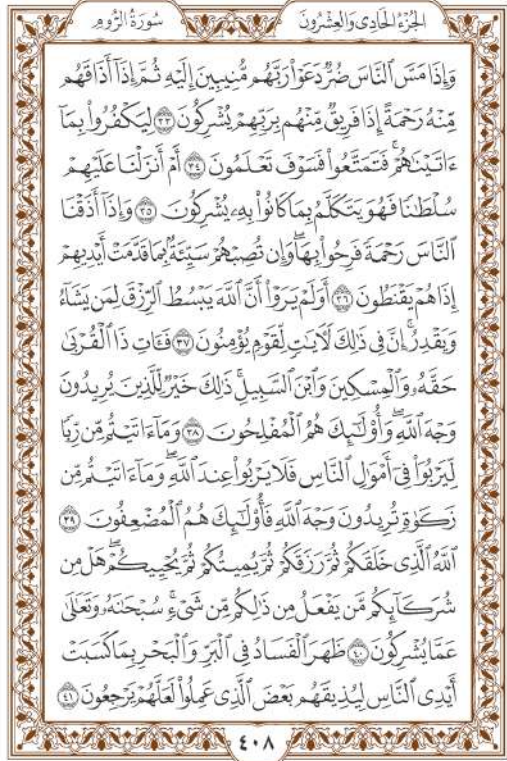 الجُزْءُ الحَادِى وَالعِشْرُونَ
سُورَةُ الرُّومِ
وَإِذَا مَسَّ ٱلنَّاسَ ضُرٌّ دَعَوْا۟ رَبَّهُم مُّنِيبِينَ إِلَيْهِ ثُمَّ إِذَآ أَذَاقَهُم
مِّنْهُ رَحْمَةً إِذَا فَرِيقٌ مِّنْهُم بِرَبِّهِمْ يُشْرِكُونَ ٣٣ لِيَكْفُرُوا۟ بِمَآ
ءَاتَيْنَٰهُمْ ۚ فَتَمَتَّعُوا۟ فَسَوْفَ تَعْلَمُونَ ٣٤ أَمْ أَنزَلْنَا عَلَيْهِمْ
سُلْطَٰنًا فَهُوَ يَتَكَلَّمُ بِمَا كَانُوا۟ بِهِۦ يُشْرِكُونَ ٣٥ وَإِذَآ أَذَقْنَا
ٱلنَّاسَ رَحْمَةً فَرِحُوا۟ بِهَا ۖ وَإِن تُصِبْهُمْ سَيِّئَةٌۢ بِمَا قَدَّمَتْ أَيْدِيهِمْ
إِذَا هُمْ يَقْنَطُونَ ٣٦ أَوَلَمْ يَرَوْا۟ أَنَّ ٱللَّهَ يَبْسُطُ ٱلرِّزْقَ لِمَن يَشَآءُ
وَيَقْدِرُ ۚ إِنَّ فِى ذَٰلِكَ لَءَايَٰتٍ لِّقَوْمٍ يُؤْمِنُونَ ٣٧ فَـَٔاتِ ذَا ٱلْقُرْبَىٰ
حَقَّهُۥ وَٱلْمِسْكِينَ وَٱبْنَ ٱلسَّبِيلِ ۚ ذَٰلِكَ خَيْرٌ لِّلَّذِينَ يُرِيدُونَ
وَجْهَ ٱللَّهِ ۖ وَأُو۟لَٰٓئِكَ هُمُ ٱلْمُفْلِحُونَ ٣٨ وَمَآ ءَاتَيْتُم مِّن رِّبًا
لِّيَرْبُوَا۟ فِىٓ أَمْوَٰلِ ٱلنَّاسِ فَلَا يَرْبُوا۟ عِندَ ٱللَّهِ ۖ وَمَآ ءَاتَيْتُم مِّن
زَكَوٰةٍ تُرِيدُونَ وَجْهَ ٱللَّهِ فَأُو۟لَٰٓئِكَ هُمُ ٱلْمُضْعِفُونَ ٣٩
ٱللَّهُ ٱلَّذِى خَلَقَكُمْ ثُمَّ رَزَقَكُمْ ثُمَّ يُمِيتُكُمْ ثُمَّ يُحْيِيكُمْ ۖ هَلْ مِن
شُرَكَآئِكُم مَّن يَفْعَلُ مِن ذَٰلِكُم مِّن شَىْءٍ ۚ سُبْحَٰنَهُۥ وَتَعَٰلَىٰ
عَمَّا يُشْرِكُونَ ٤٠ ظَهَرَ ٱلْفَسَادُ فِى ٱلْبَرِّ وَٱلْبَحْرِ بِمَا كَسَبَتْ
أَيْدِى ٱلنَّاسِ لِيُذِيقَهُم بَعْضَ ٱلَّذِى عَمِلُوا۟ لَعَلَّهُمْ يَرْجِعُونَ ٤١
٤٠٨